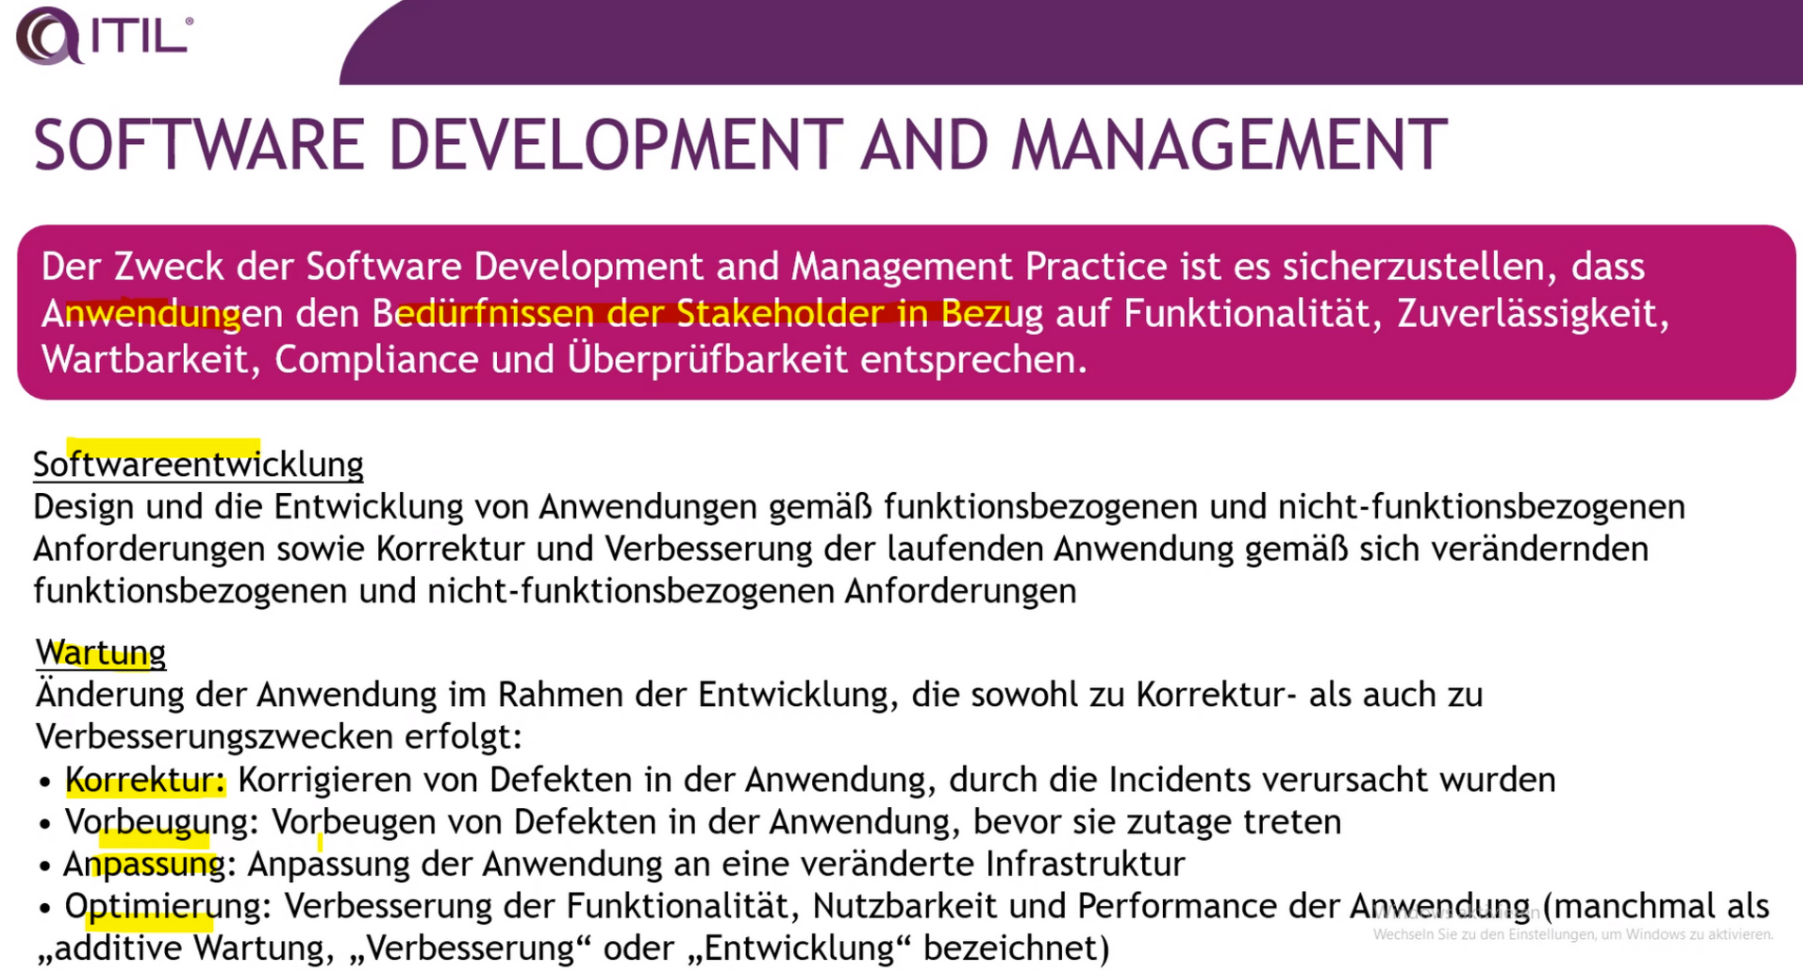 ITIL®
SOFTWARE DEVELOPMENT AND MANAGEMENT
Der Zweck der Software Development and Management Practice ist es sicherzustellen, dass
Anwendungen den Bedürfnissen der Stakeholder in Bezug auf Funktionalität, Zuverlässigkeit,
Wartbarkeit, Compliance und Überprüfbarkeit entsprechen.
Softwareentwicklung
Design und die Entwicklung von Anwendungen gemäß funktionsbezogenen und nicht-funktionsbezogenen
Anforderungen sowie Korrektur und Verbesserung der laufenden Anwendung gemäß sich verändernden
funktionsbezogenen und nicht-funktionsbezogenen Anforderungen
Wartung
Änderung der Anwendung im Rahmen der Entwicklung, die sowohl zu Korrektur- als auch zu
Verbesserungszwecken erfolgt:
• Korrektur: Korrigieren von Defekten in der Anwendung, durch die Incidents verursacht wurden
• Vorbeugung: Vorbeugen von Defekten in der Anwendung, bevor sie zutage treten
• Anpassung: Anpassung der Anwendung an eine veränderte Infrastruktur
• Optimierung: Verbesserung der Funktionalität, Nutzbarkeit und Performance der Anwendung (manchmal als
„additive Wartung, „Verbesserung“ oder „Entwicklung“ bezeichnet)
Windows aktivieren
Wechseln Sie zu den Einstellungen, um Windows zu aktivieren.